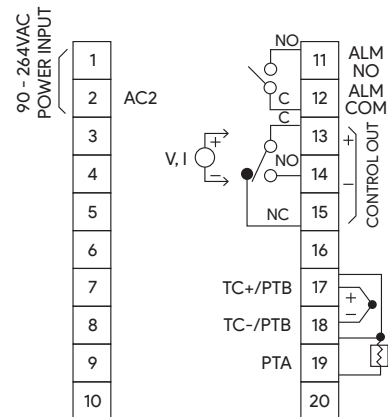 90 - 264VAC
POWER INPUT
1
2 AC2
3
4
5
6
7
8
9
10
NO 11 ALM
NO
C 12 ALM
COM
C 13 +
V, I + −
NO 14 −
CONTROL OUT
NC 15
16
TC+/PTB 17 +
TC-/PTB 18 −
PTA 19
20